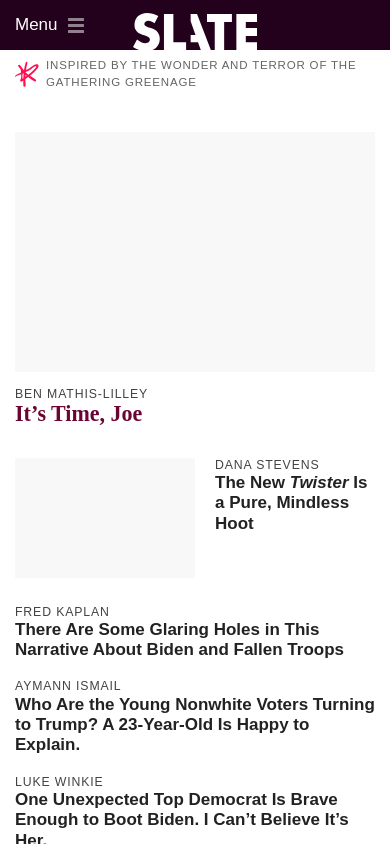 Menu
SLATE
INSPIRED BY THE WONDER AND TERROR OF THE
GATHERING GREENAGE
BEN MATHIS-LILLEY
It’s Time, Joe
DANA STEVENS
The New Twister Is
a Pure, Mindless
Hoot
FRED KAPLAN
There Are Some Glaring Holes in This
Narrative About Biden and Fallen Troops
AYMANN ISMAIL
Who Are the Young Nonwhite Voters Turning
to Trump? A 23-Year-Old Is Happy to
Explain.
LUKE WINKIE
One Unexpected Top Democrat Is Brave
Enough to Boot Biden. I Can’t Believe It’s
Her.